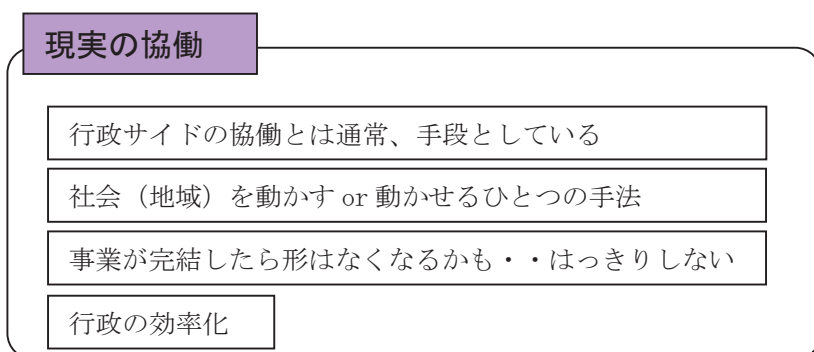 現実の協働
行政サイドの協働とは通常、手段としている
社会（地域）を動かす or 動かせるひとつの手法
事業が完結したら形はなくなるかも・・はっきりしない
行政の効率化